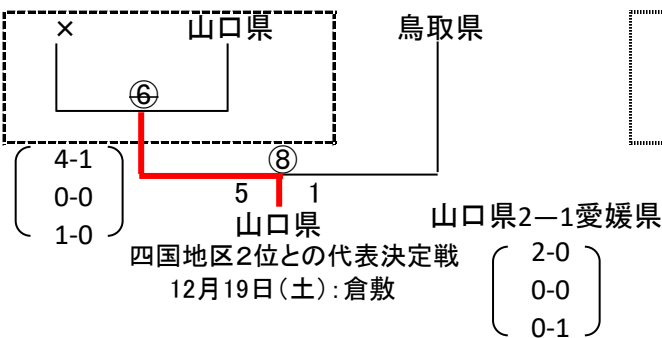 × 山口県 鳥取県
⑥
⑧
4-1
0-0
1-0
5 1
山口県
山口県2―1愛媛県
四国地区2位との代表決定戦
12月19日(土):倉敷
2-0
0-0
0-1